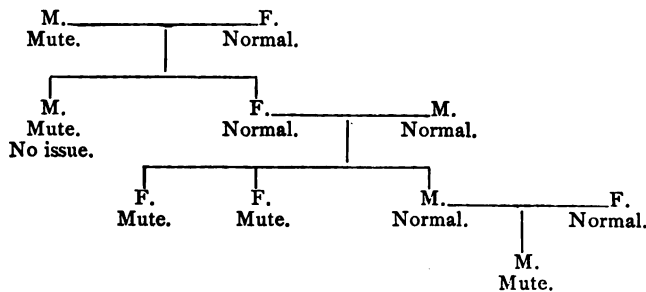 M. F.
Mute. Normal.
M. F. M.
Mute. Normal. Normal.
No issue.
F. F. M. F.
Mute. Mute. Normal. Normal.
M.
Mute.